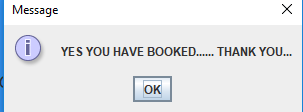 Message
YES YOU HAVE BOOKED...... THANK YOU...
OK